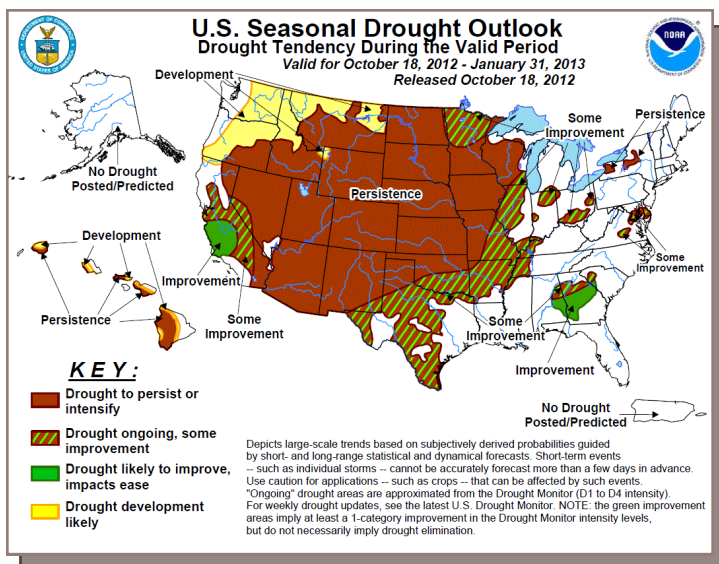 U.S. Seasonal Drought Outlook
Drought Tendency During the Valid Period
Valid for October 18, 2012 - January 31, 2013
Released October 18, 2012
NOAA
Development
Some
Improvement
Persistence
No Drought
Posted/Predicted
Persistence
Development
Improvement
Some
Improvement
Persistence
Some
Improvement
Some
Improvement
Improvement
No Drought
Posted/Predicted
KEY:
Drought to persist or
intensify
Drought ongoing, some
improvement
Drought likely to improve,
impacts ease
Drought development
likely
Depicts large-scale trends based on subjectively derived probabilities guided
by short- and long-range statistical and dynamical forecasts. Short-term events
-- such as individual storms -- cannot be accurately forecast more than a few days in advance.
Use caution for applications -- such as crops -- that can be affected by such events.
"Ongoing" drought areas are approximated from the Drought Monitor (D1 to D4 intensity).
For weekly drought updates, see the latest U.S. Drought Monitor. NOTE: the green improvement
areas imply at least a 1-category improvement in the Drought Monitor intensity levels,
but do not necessarily imply drought elimination.